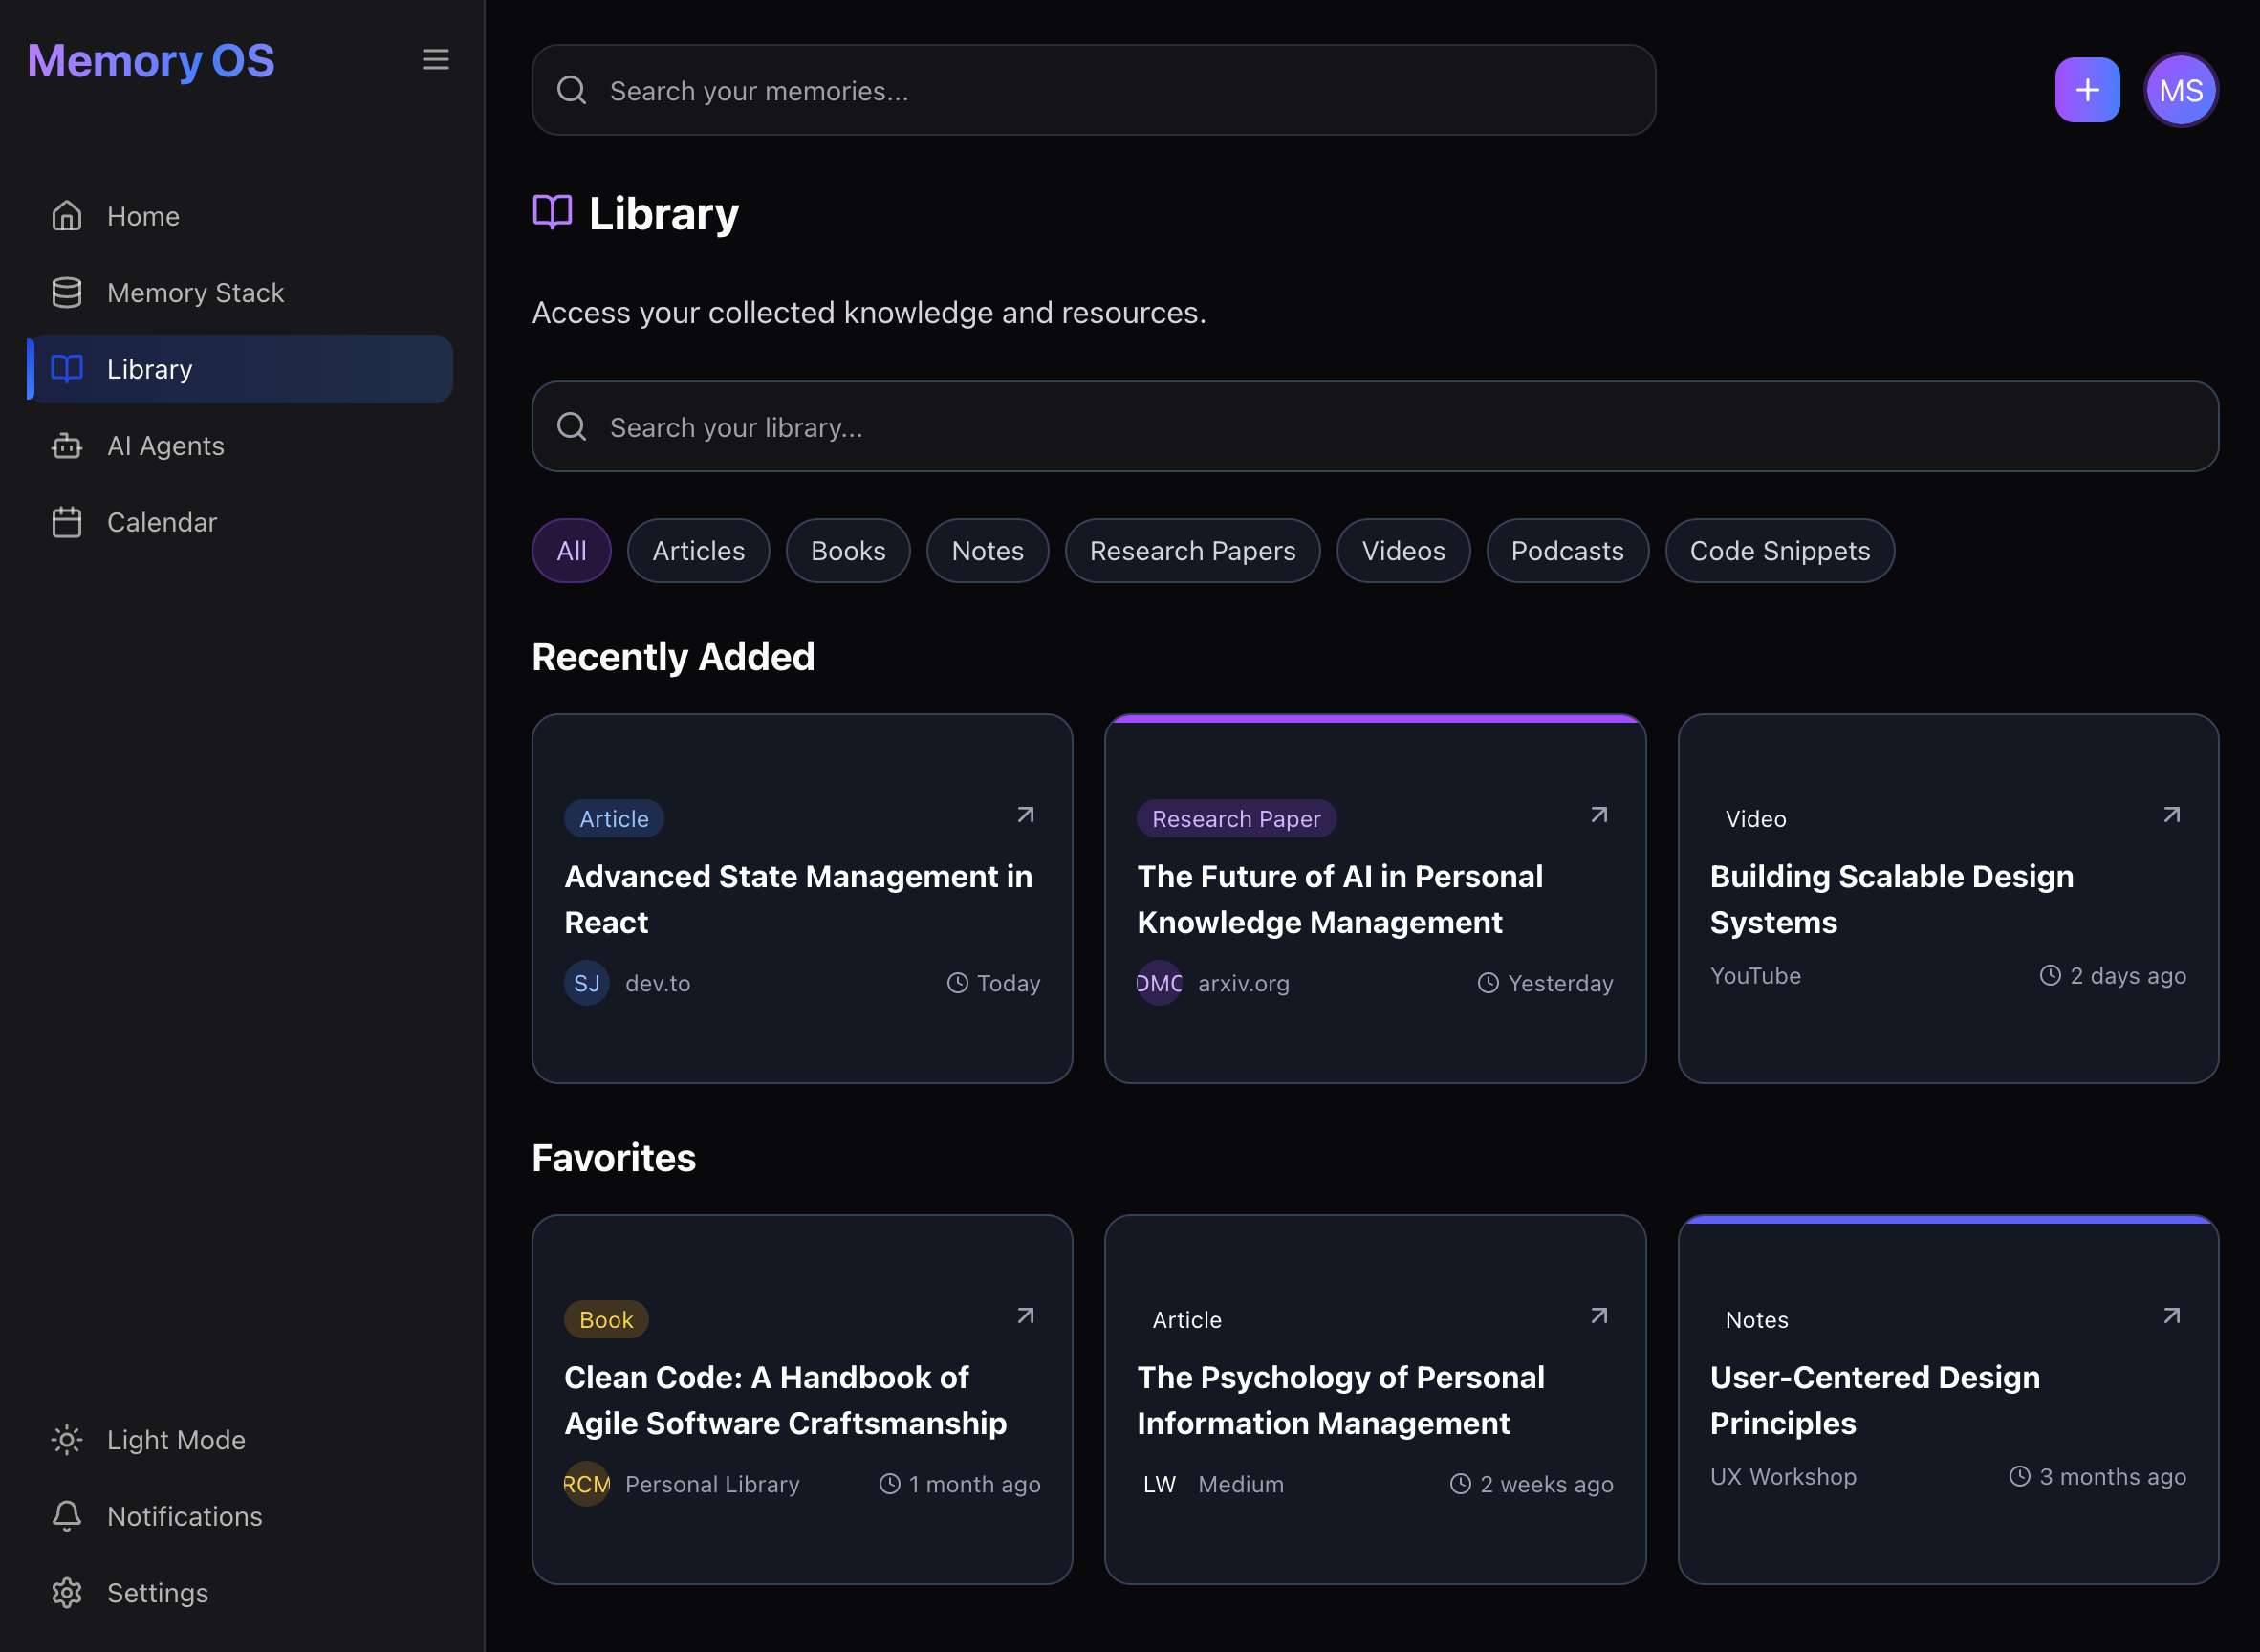 Memory OS
Home
Memory Stack
Library
AI Agents
Calendar
Light Mode
Notifications
Settings
Search your memories...
MS
Library
Access your collected knowledge and resources.
Search your library...
All
Articles
Books
Notes
Research Papers
Videos
Podcasts
Code Snippets
Recently Added
Article
Advanced State Management in
React
SJ
dev.to
Today
Research Paper
The Future of AI in Personal
Knowledge Management
DMC
arxiv.org
Yesterday
Video
Building Scalable Design
Systems
YouTube
2 days ago
Favorites
Book
Clean Code: A Handbook of
Agile Software Craftsmanship
RCM
Personal Library
1 month ago
Article
The Psychology of Personal
Information Management
LW
Medium
2 weeks ago
Notes
User-Centered Design
Principles
UX Workshop
3 months ago